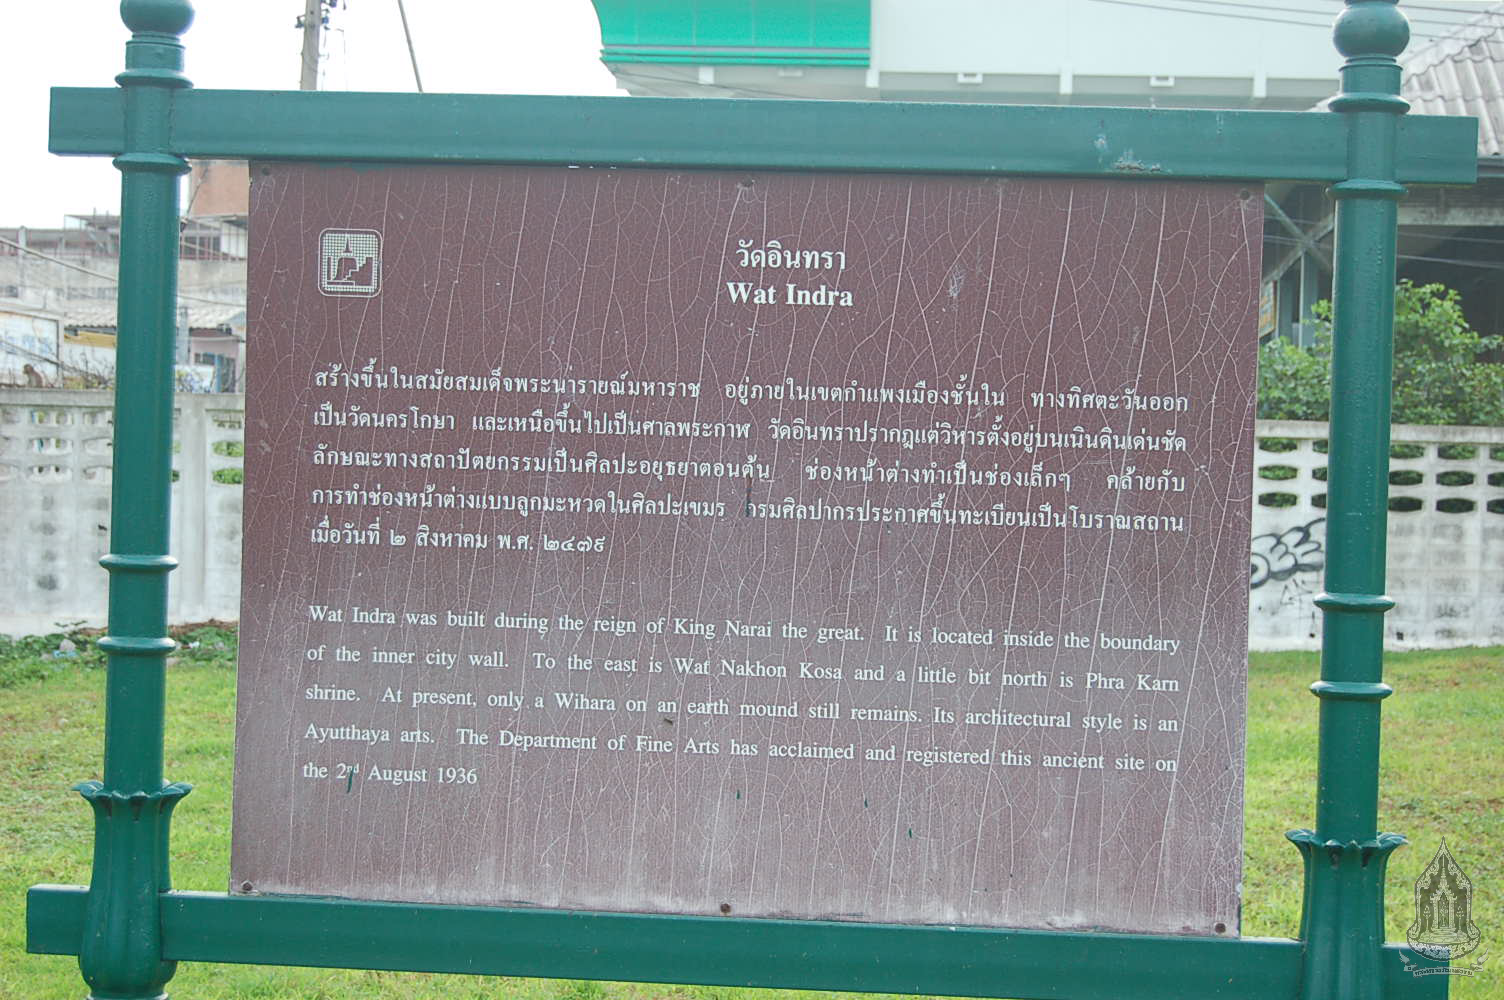 วัดอินทรา
Wat Indra
สร้างขึ้นในสมัยสมเด็จพระนารายณ์มหาราช อยู่ภายในเขตกำแพงเมืองชั้นใน ทางทิศตะวันออก
เป็นวัดนครโกษา และเหนือขึ้นไปเป็นศาลพระกาฬ วัดอินทราปรากฏแต่วิหารตั้งอยู่บนเนินดินเด่นชัด
ลักษณะทางสถาปัตยกรรมเป็นศิลปะอยุธยาตอนต้น ช่องหน้าต่างทำเป็นช่องเล็กๆ คล้ายกับ
การทำช่องหน้าต่างแบบลูกมะหวดในศิลปะเขมร กรมศิลปากรประกาศขึ้นทะเบียนเป็นโบราณสถาน
เมื่อวันที่ ๒ สิงหาคม พ.ศ. ๒๔๗๙
Wat Indra was built during the reign of King Narai the great. It is located inside the boundary
of the inner city wall. To the east is Wat Nakhon Kosa and a little bit north is Phra Karn
shrine. At present, only a Wihara on an earth mound still remains. Its architectural style is an
Ayutthaya arts. The Department of Fine Arts has acclaimed and registered this ancient site on
the 2nd August 1936